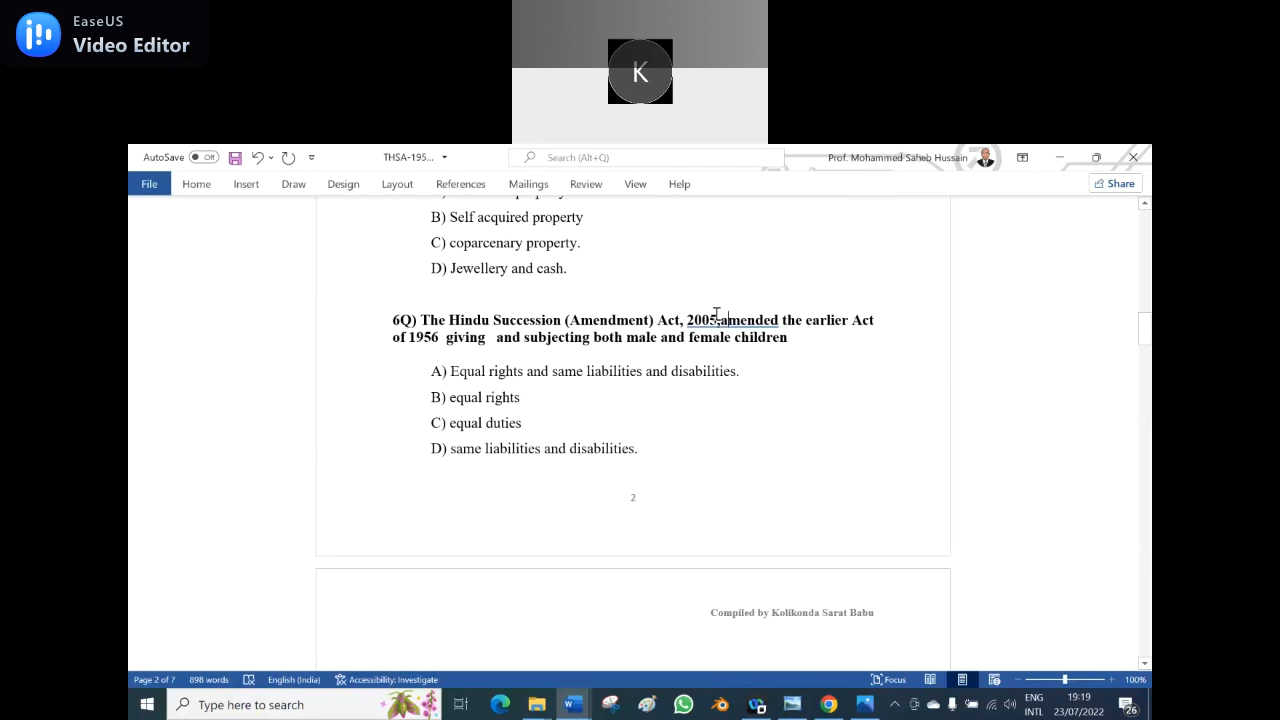 EaseUS
Video Editor
K
AutoSave Off THSA-195... Search (Alt+Q) Prof. Mohammed Saheb Hussain
File Home Insert Draw Design Layout References Mailings Review View Help Share
B) Self acquired property
C) coparcenary property.
D) Jewellery and cash.
6Q) The Hindu Succession (Amendment) Act, 2005,amended the earlier Act
of 1956 giving and subjecting both male and female children
A) Equal rights and same liabilities and disabilities.
B) equal rights
C) equal duties
D) same liabilities and disabilities.
2
Compiled by Kolikonda Sarat Babu
Page 2 of 7 898 words English (India) Accessibility: Investigate Focus 100%
Type here to search ENG 19:19
INTL 23/07/2022 26